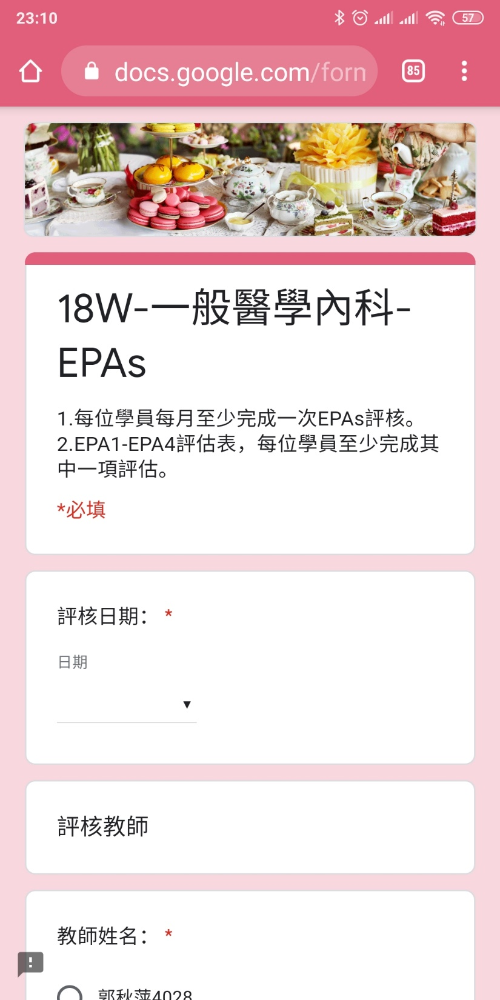 23:10
57
docs.google.com/forn
85
18W-一般醫學內科-
EPAs
1.每位學員每月至少完成一次EPAs評核。
2.EPA1-EPA4評估表，每位學員至少完成其
中一項評估。
*必填
評核日期： *
日期
評核教師
教師姓名： *
郭秋萍4028